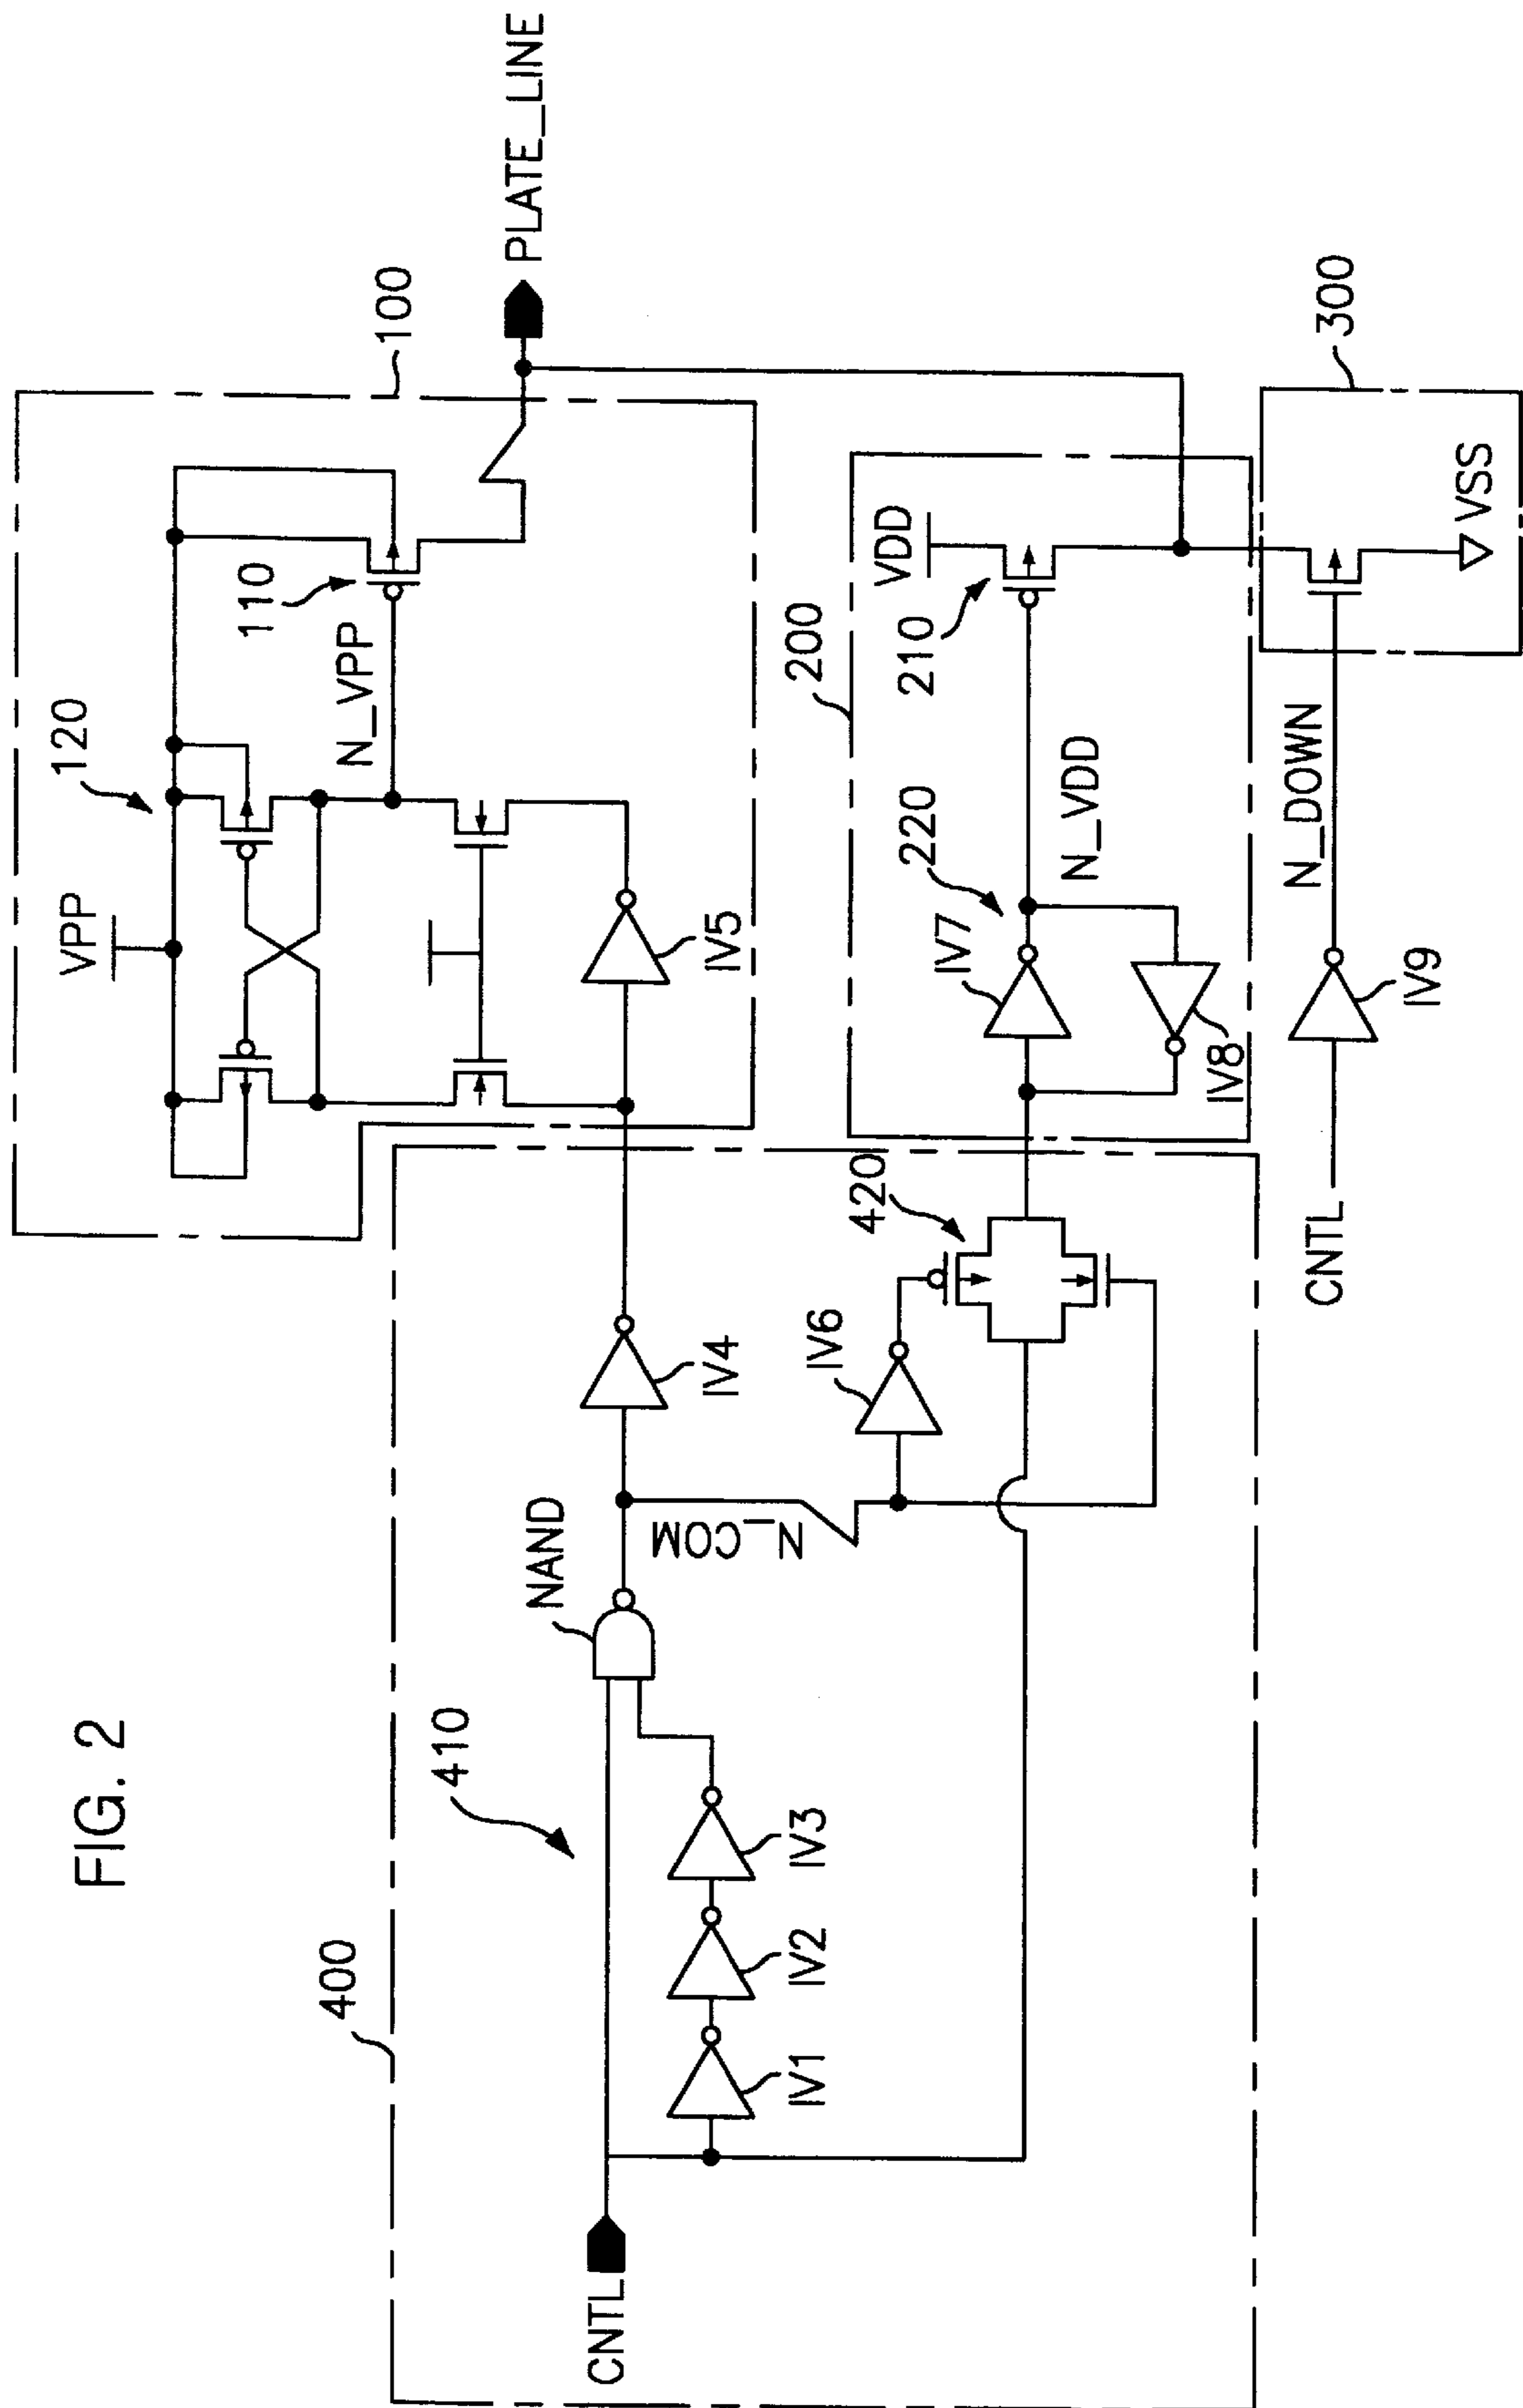 FIG. 2
VPP
120
110
100
N_VPP
PLATE_LINE
IV5
400
410
NAND
IV4
N_COM
CNTL
IV1
IV2
IV3
IV6
420
200
VDD
210
220
IV7
N_VDD
IV8
300
N_DOWN
VSS
CNTL
IV9